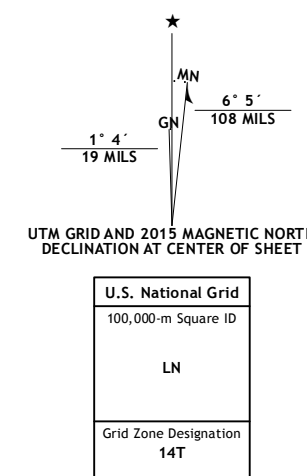 ★
MN
6° 5´
108 MILS
GN
1° 4´
19 MILS
UTM GRID AND 2015 MAGNETIC NORTH
DECLINATION AT CENTER OF SHEET
U.S. National Grid
100,000-m Square ID
LN
Grid Zone Designation
14T